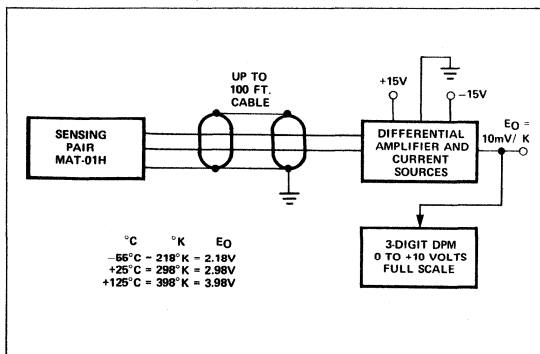 UP TO
100 FT.
CABLE
+15V
−15V
SENSING
PAIR
MAT-01H
DIFFERENTIAL
AMPLIFIER AND
CURRENT
SOURCES
EO =
10mV/ K
3-DIGIT DPM
0 TO +10 VOLTS
FULL SCALE
°C °K EO
−55°C ~ 218°K = 2.18V
+25°C = 298°K = 2.98V
+125°C = 398°K = 3.98V